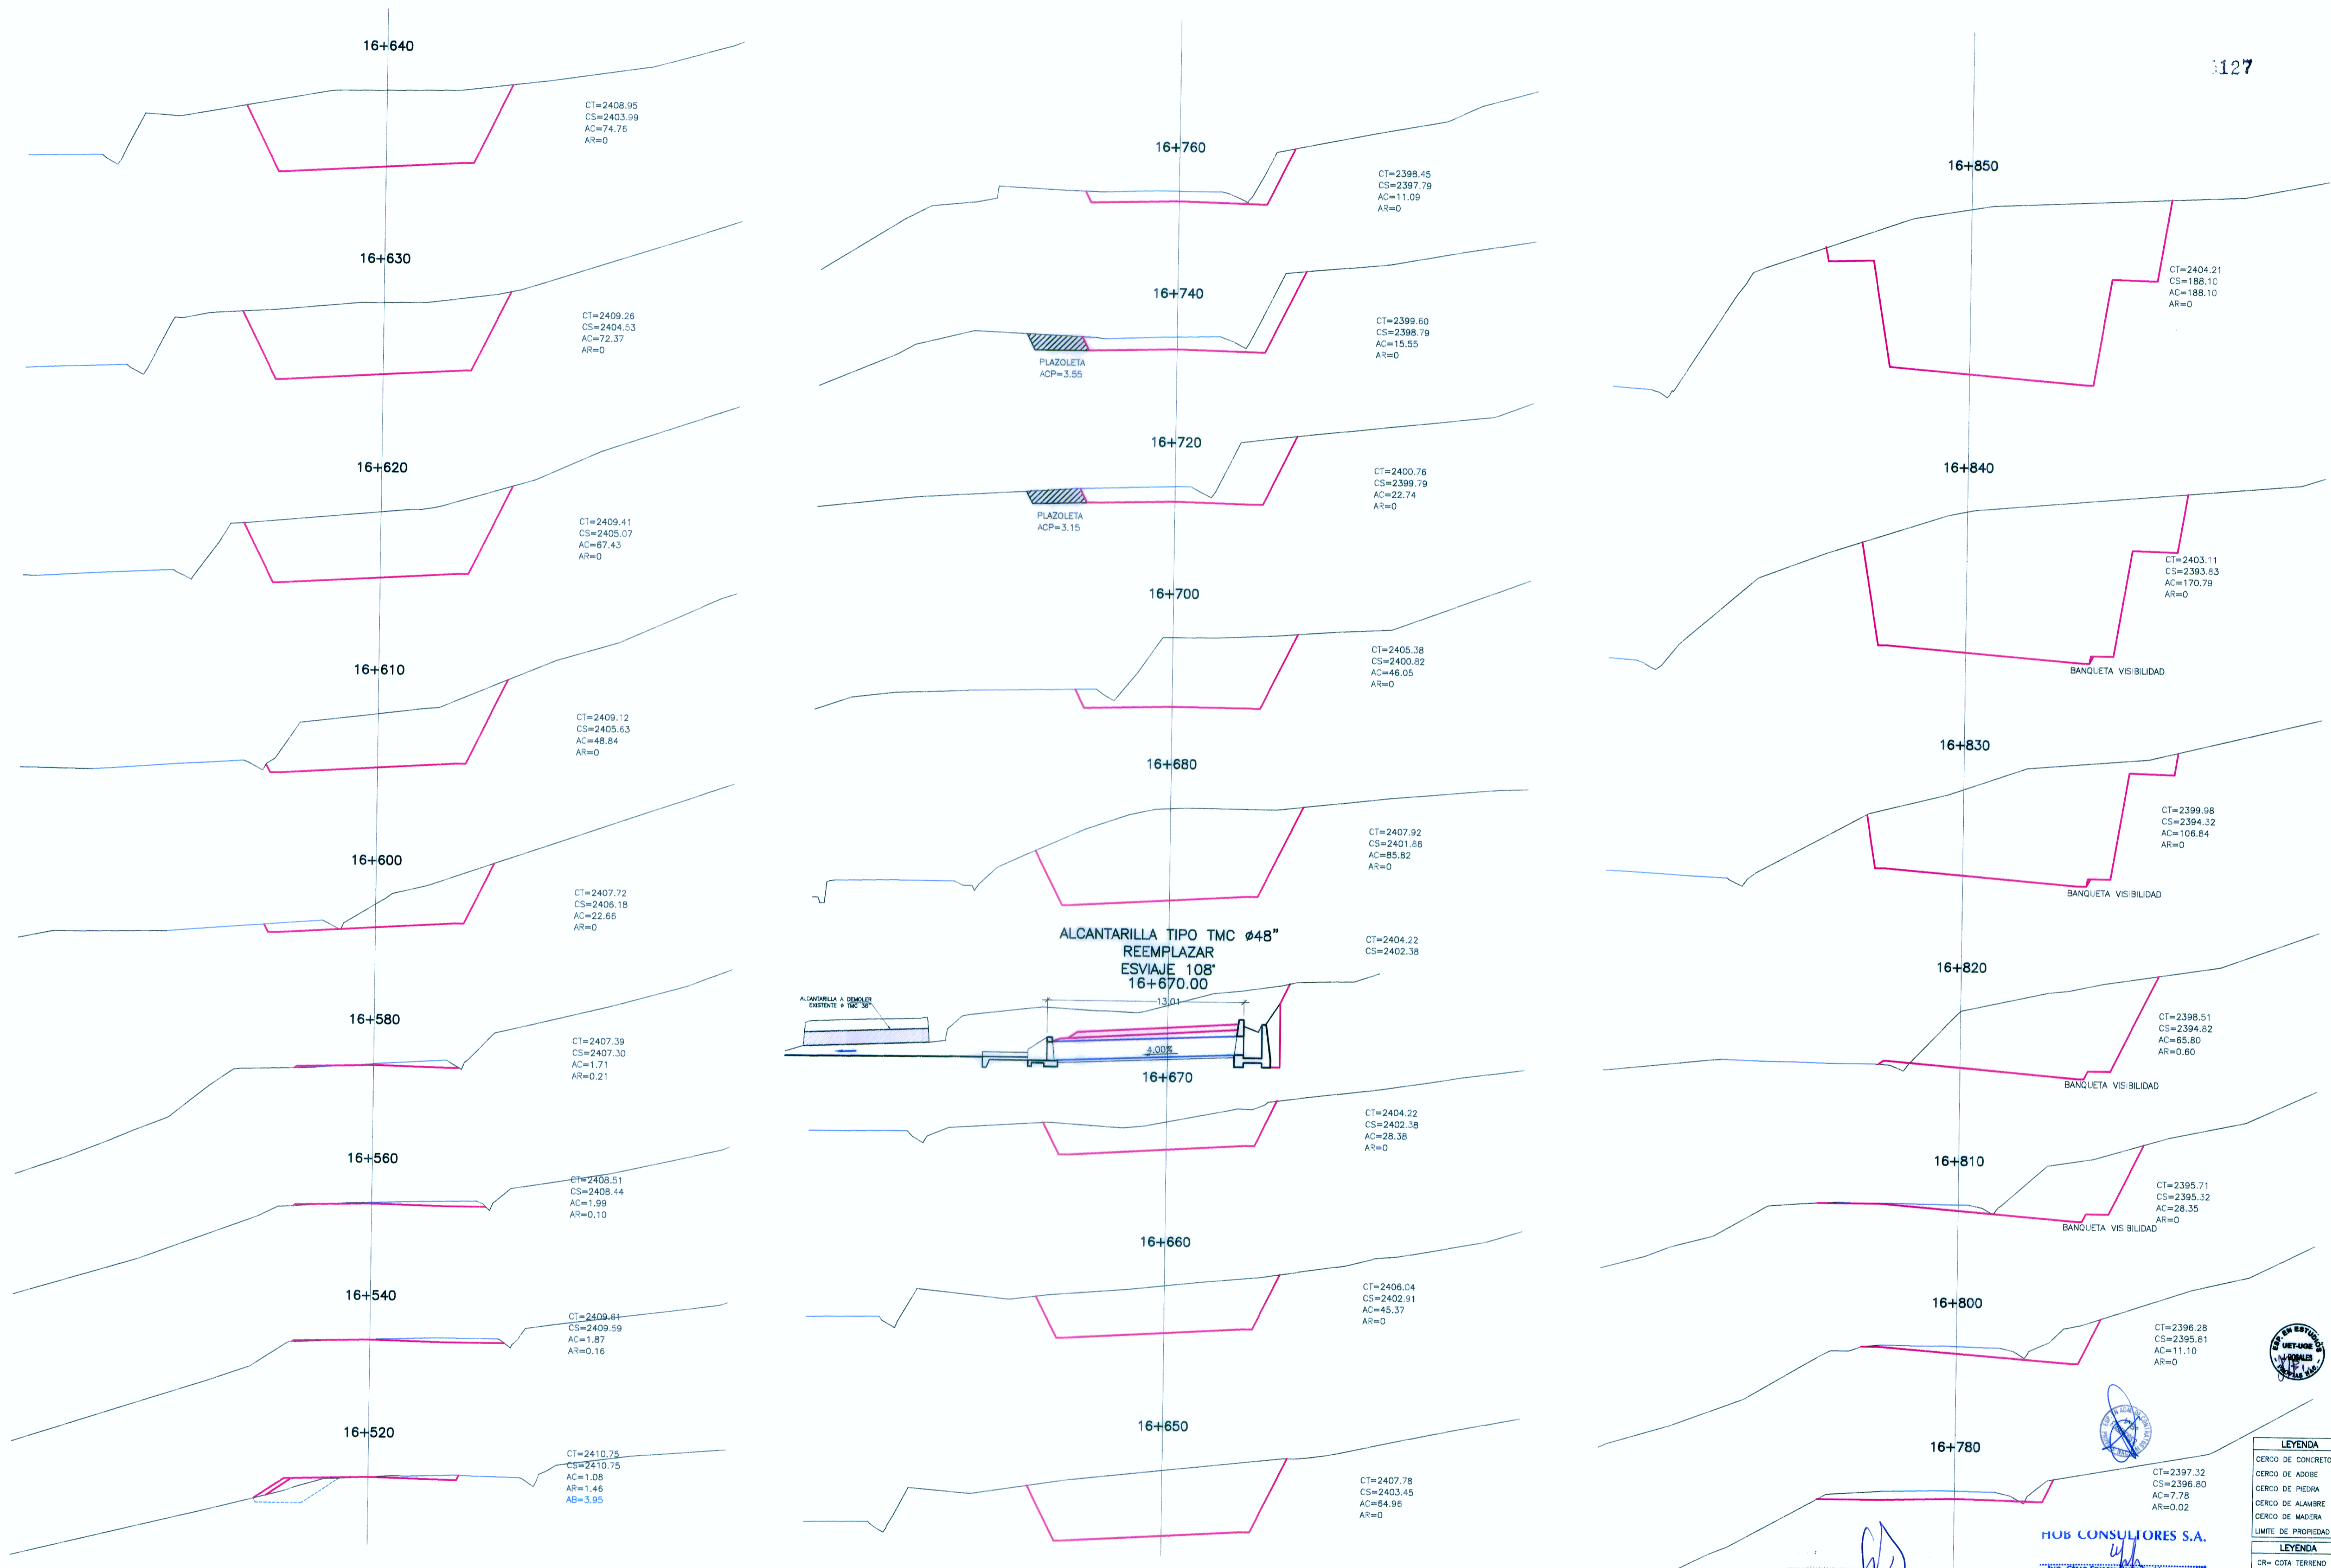 16+640
CT=2408.95
CS=2403.99
AC=74.76
AR=0
16+630
CT=2409.26
CS=2404.53
AC=72.37
AR=0
16+620
CT=2409.41
CS=2405.07
AC=67.43
AR=0
16+610
CT=2409.12
CS=2405.63
AC=48.84
AR=0
16+600
CT=2407.72
CS=2406.18
AC=22.66
AR=0
16+580
CT=2407.39
CS=2407.30
AC=1.71
AR=0.21
16+560
CT=2408.51
CS=2408.44
AC=1.99
AR=0.10
16+540
CT=2409.61
CS=2409.59
AC=1.87
AR=0.16
16+520
CT=2410.75
CS=2410.75
AC=1.08
AR=1.46
AB=3.95
16+760
CT=2398.45
CS=2397.79
AC=11.09
AR=0
16+740
CT=2399.60
CS=2398.79
AC=15.55
AR=0
PLAZOLETA
ACP=3.55
16+720
CT=2400.76
CS=2399.79
AC=22.74
AR=0
PLAZOLETA
ACP=3.15
16+700
CT=2405.38
CS=2400.82
AC=46.05
AR=0
16+680
CT=2407.92
CS=2401.86
AC=85.82
AR=0
ALCANTARILLA TIPO TMC ø48"
REEMPLAZAR
ESVIAJE 108°
16+670.00
CT=2404.22
CS=2402.38
ALCANTARILLA A DEMOLER
EXISTENTE ø TMC 36"
13.01
4.00%
16+670
CT=2404.22
CS=2402.38
AC=28.38
AR=0
16+660
CT=2406.04
CS=2402.91
AC=45.37
AR=0
16+650
CT=2407.78
CS=2403.45
AC=64.96
AR=0
127
16+850
CT=2404.21
CS=188.10
AC=188.10
AR=0
16+840
CT=2403.11
CS=2393.83
AC=170.79
AR=0
BANQUETA VISIBILIDAD
16+830
CT=2399.98
CS=2394.32
AC=106.84
AR=0
BANQUETA VISIBILIDAD
16+820
CT=2398.51
CS=2394.82
AC=65.80
AR=0.60
BANQUETA VISIBILIDAD
16+810
CT=2395.71
CS=2395.32
AC=28.35
AR=0
BANQUETA VISIBILIDAD
16+800
CT=2396.28
CS=2395.81
AC=11.10
AR=0
ESP. EN ESTUDIOS
UET-UGE
J. ROSALES
16+780
CT=2397.32
CS=2396.80
AC=7.78
AR=0.02
HOB CONSULTORES S.A.
LEYENDA
CERCO DE CONCRETO
CERCO DE ADOBE
CERCO DE PIEDRA
CERCO DE ALAMBRE
CERCO DE MADERA
LIMITE DE PROPIEDAD
LEYENDA
CR= COTA TERRENO